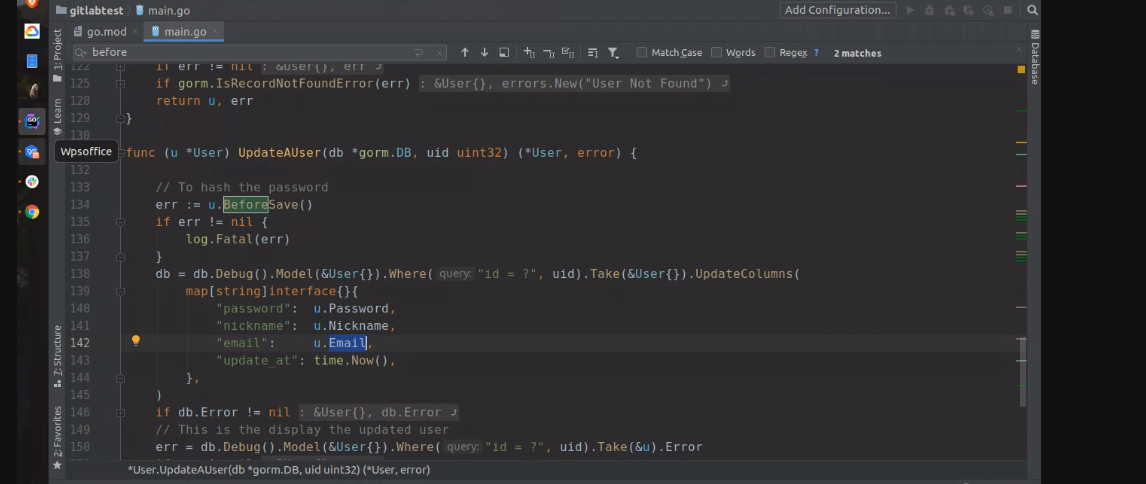 gitlabtest › main.go
Add Configuration...
go.mod × main.go ×
1: Project
before
Match Case Words Regex ? 2 matches
Database
Learn
122 if err != nil : &User{}, err
125 if gorm.IsRecordNotFoundError(err) : &User{}, errors.New("User Not Found")
128 return u, err
129 }
130
Wpsoffice
func (u *User) UpdateAUser(db *gorm.DB, uid uint32) (*User, error) {
132
133 // To hash the password
134 err := u.BeforeSave()
135 if err != nil {
136 log.Fatal(err)
137 }
138 db = db.Debug().Model(&User{}).Where( query: "id = ?", uid).Take(&User{}).UpdateColumns(
139 map[string]interface{}{
140 "password": u.Password,
141 "nickname": u.Nickname,
142 "email": u.Email,
143 "update_at": time.Now(),
144 },
145 )
146 if db.Error != nil : &User{}, db.Error
149 // This is the display the updated user
150 err = db.Debug().Model(&User{}).Where( query: "id = ?", uid).Take(&u).Error
7: Structure
2: Favorites
*User.UpdateAUser(db *gorm.DB, uid uint32) (*User, error)